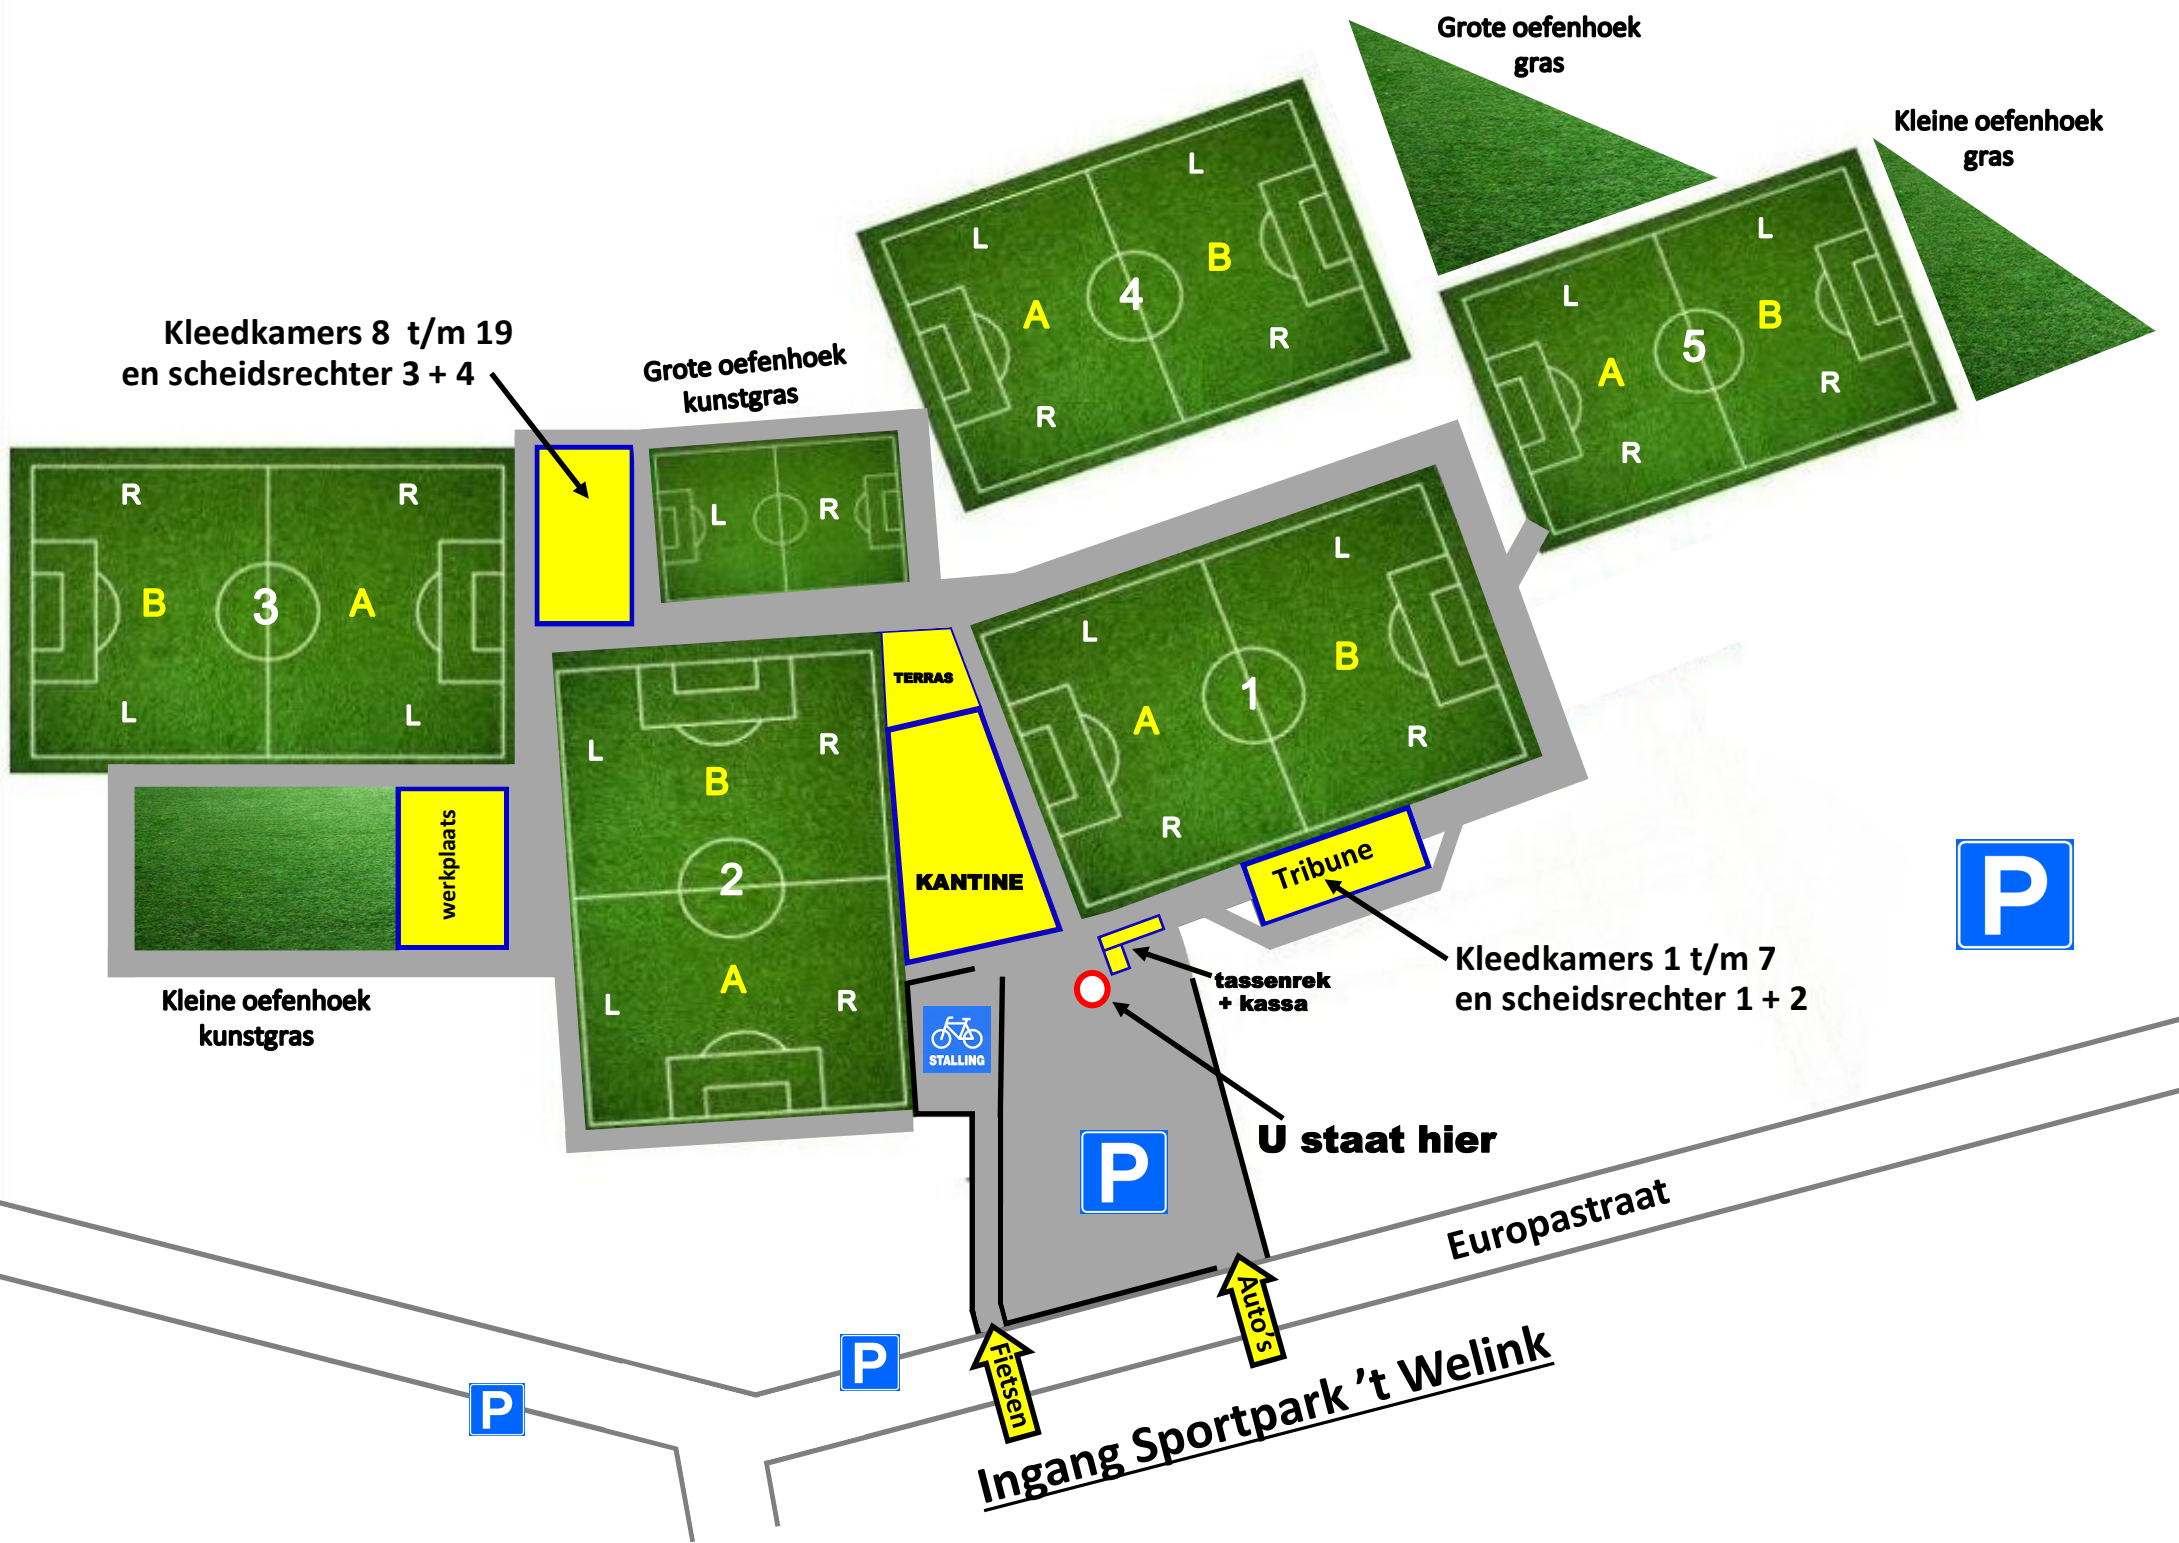 Grote oefenhoek
gras
Kleine oefenhoek
gras
L
L
B
4
A
R
R
L
L
B
5
A
R
R
Kleedkamers 8  t/m 19
en scheidsrechter 3 + 4
Grote oefenhoek
kunstgras
L
R
R
R
B
3
A
L
L
L
L
B
1
A
R
R
TERRAS
KANTINE
L
R
B
2
A
L
R
werkplaats
Kleine oefenhoek
kunstgras
Tribune
Kleedkamers 1 t/m 7
en scheidsrechter 1 + 2
tassenrek
+ kassa
STALLING
U staat hier
P
P
P
P
Europastraat
Auto's
Fietsen
Ingang Sportpark ’t Welink